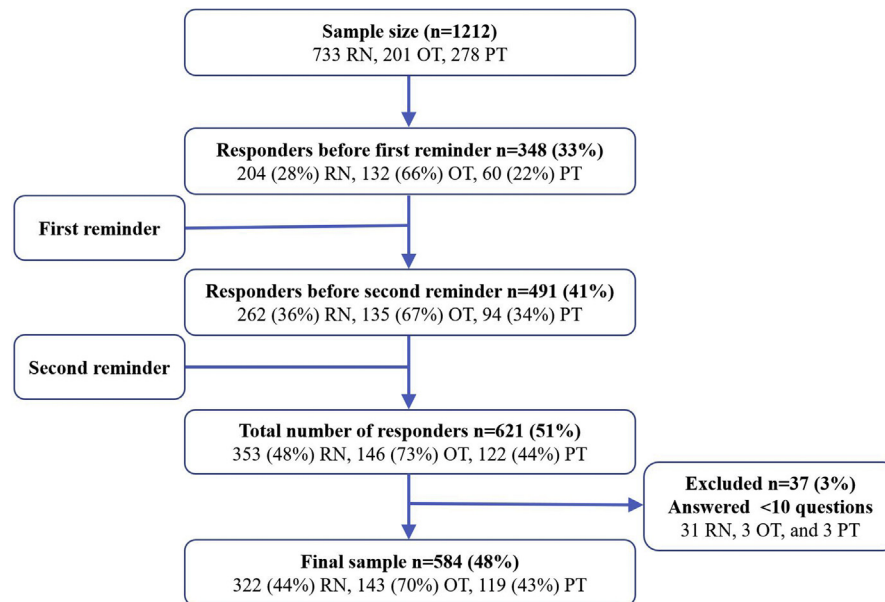 Sample size (n=1212)
733 RN, 201 OT, 278 PT
Responders before first reminder n=348 (33%)
204 (28%) RN, 132 (66%) OT, 60 (22%) PT
First reminder
Responders before second reminder n=491 (41%)
262 (36%) RN, 135 (67%) OT, 94 (34%) PT
Second reminder
Total number of responders n=621 (51%)
353 (48%) RN, 146 (73%) OT, 122 (44%) PT
Excluded n=37 (3%)
Answered <10 questions
31 RN, 3 OT, and 3 PT
Final sample n=584 (48%)
322 (44%) RN, 143 (70%) OT, 119 (43%) PT